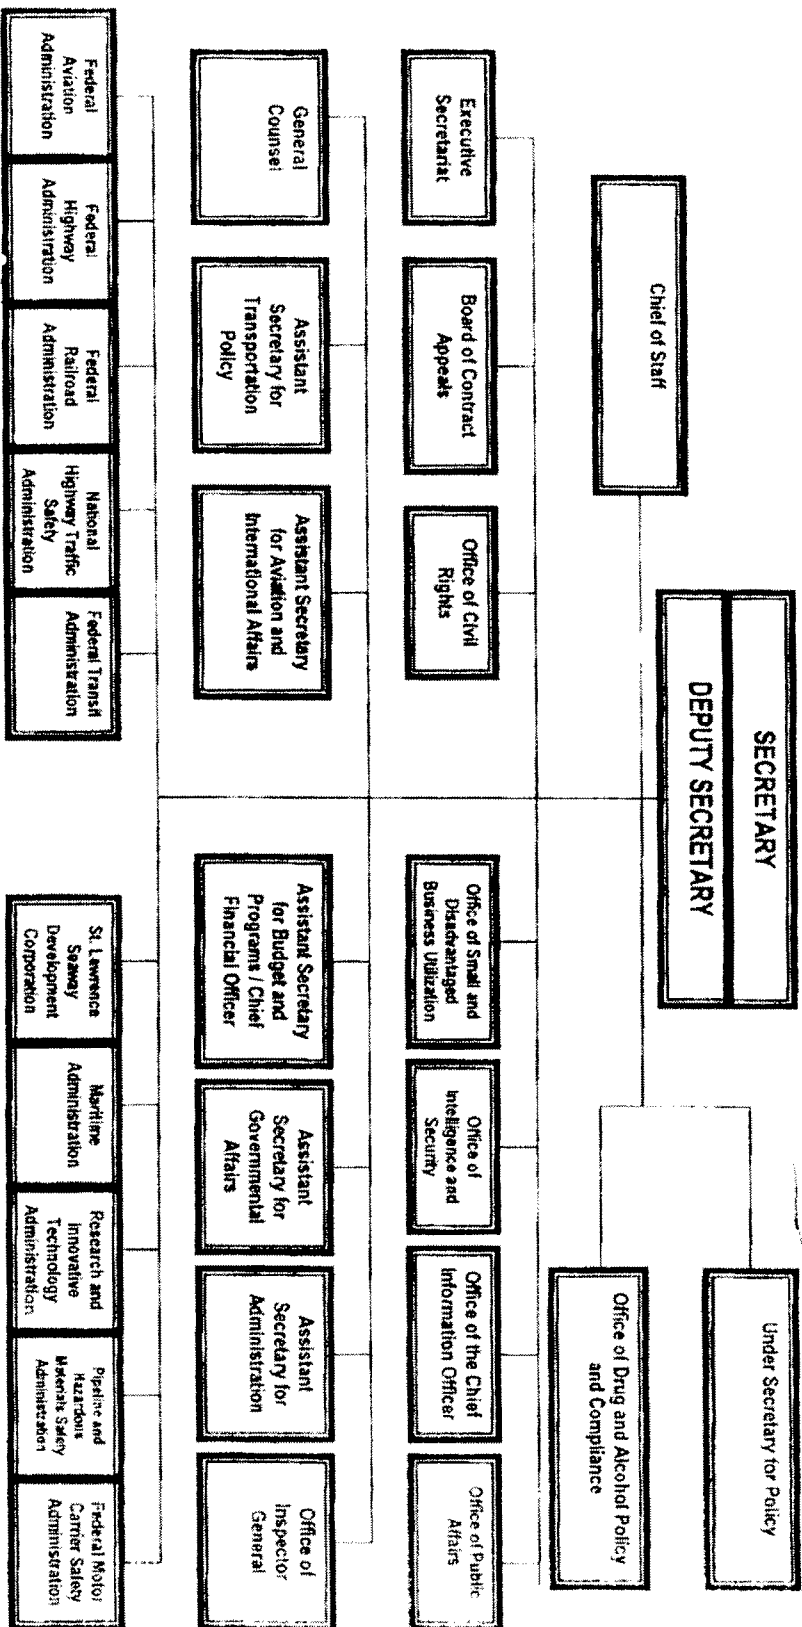 SECRETARY
DEPUTY SECRETARY
Under Secretary for Policy
Chief of Staff
Office of Drug and Alcohol Policy
and Compliance
Executive
Secretariat
Board of Contract
Appeals
Office of Civil
Rights
Office of Small and
Disadvantaged
Business Utilization
Office of
Intelligence and
Security
Office of the Chief
Information Officer
Office of Public
Affairs
General
Counsel
Assistant
Secretary for
Transportation
Policy
Assistant Secretary
for Aviation and
International Affairs
Assistant Secretary
for Budget and
Programs / Chief
Financial Officer
Assistant
Secretary for
Governmental
Affairs
Assistant
Secretary for
Administration
Office of
Inspector
General
Federal
Aviation
Administration
Federal
Highway
Administration
Federal
Railroad
Administration
National
Highway Traffic
Safety
Administration
Federal Transit
Administration
St. Lawrence
Seaway
Development
Corporation
Maritime
Administration
Research and
Innovative
Technology
Administration
Pipeline and
Hazardous
Materials Safety
Administration
Federal Motor
Carrier Safety
Administration